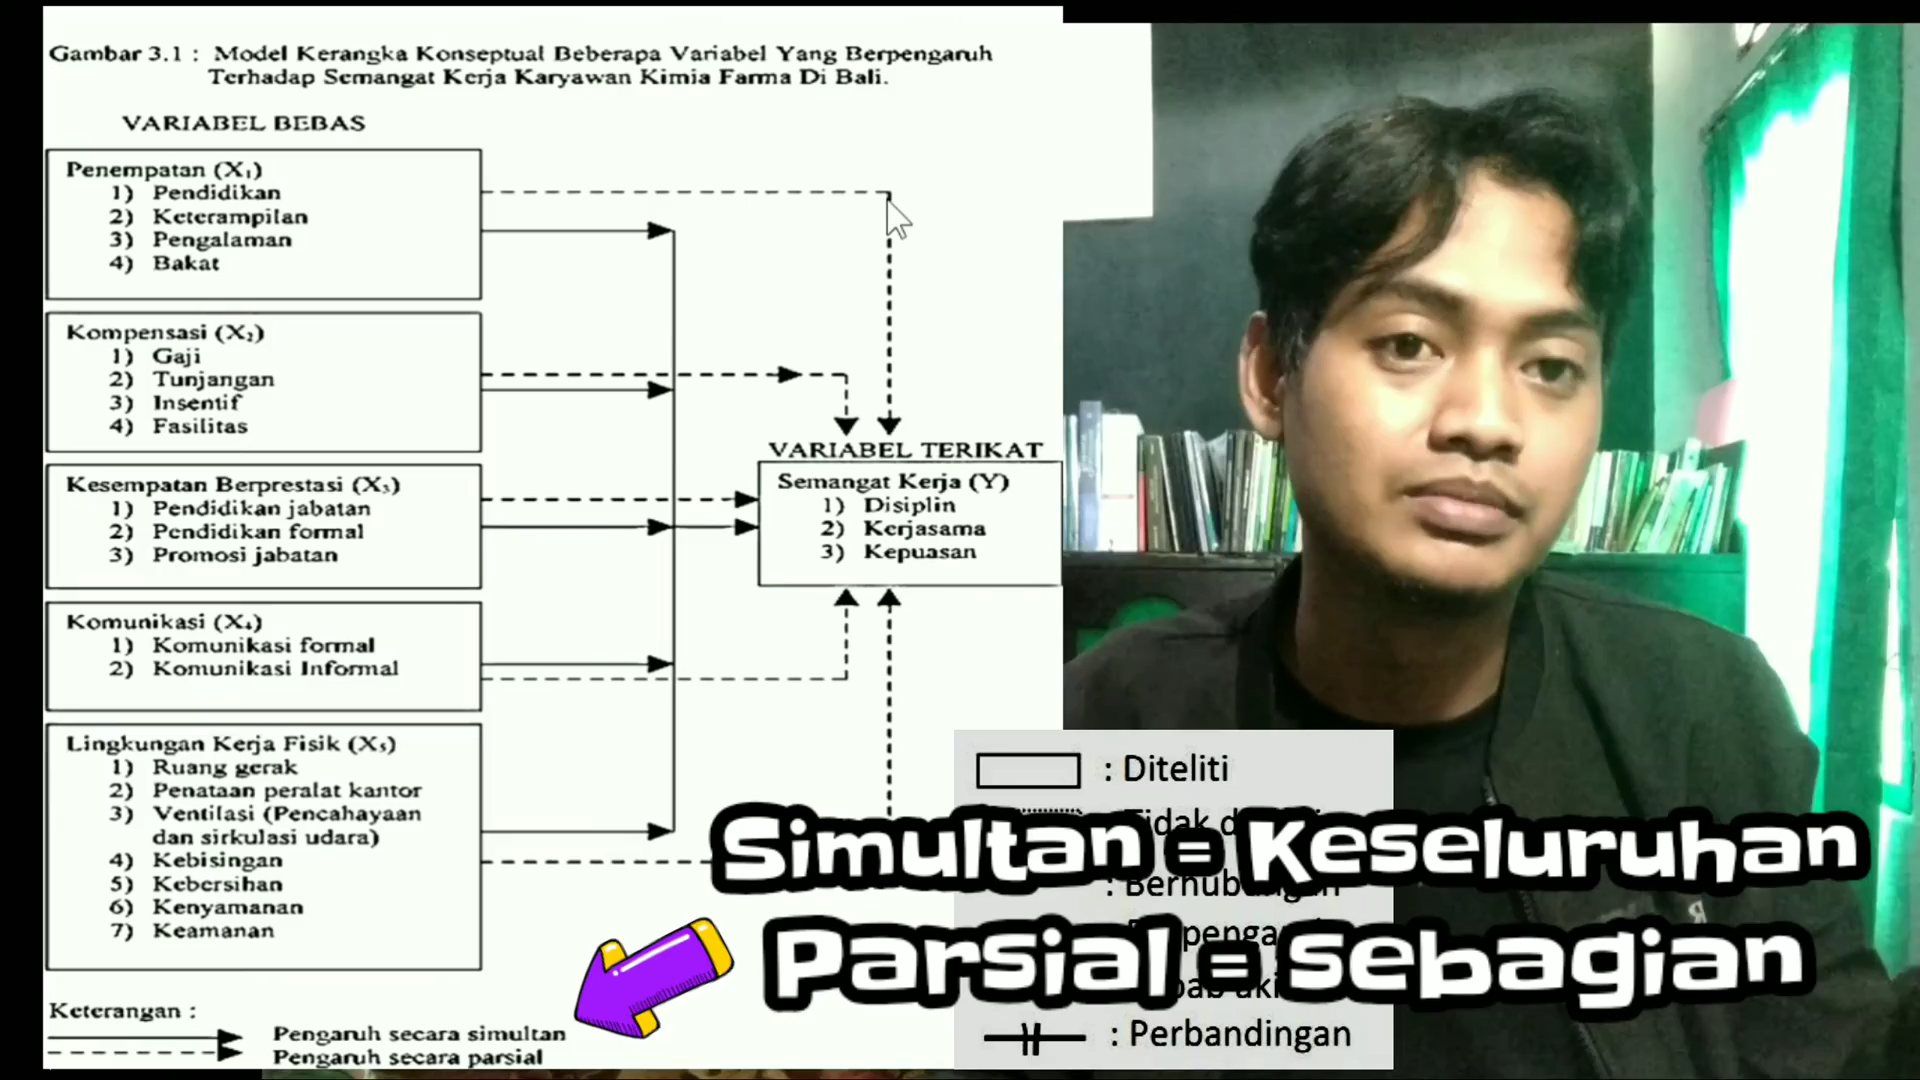 Gambar 3.1 : Model Kerangka Konseptual Beberapa Variabel Yang Berpengaruh
Terhadap Semangat Kerja Karyawan Kimia Farma Di Bali.
VARIABEL BEBAS
Penempatan (X₁)
1) Pendidikan
2) Keterampilan
3) Pengalaman
4) Bakat
Kompensasi (X₂)
1) Gaji
2) Tunjangan
3) Insentif
4) Fasilitas
Kesempatan Berprestasi (X₃)
1) Pendidikan jabatan
2) Pendidikan formal
3) Promosi jabatan
Komunikasi (X₄)
1) Komunikasi formal
2) Komunikasi Informal
Lingkungan Kerja Fisik (X₅)
1) Ruang gerak
2) Penataan peralat kantor
3) Ventilasi (Pencahayaan
dan sirkulasi udara)
4) Kebisingan
5) Kebersihan
6) Kenyamanan
7) Keamanan
VARIABEL TERIKAT
Semangat Kerja (Y)
1) Disiplin
2) Kerjasama
3) Kepuasan
Keterangan :
Pengaruh secara simultan
Pengaruh secara parsial
: Diteliti
Simultan = Keseluruhan
Parsial = sebagian
: Perbandingan